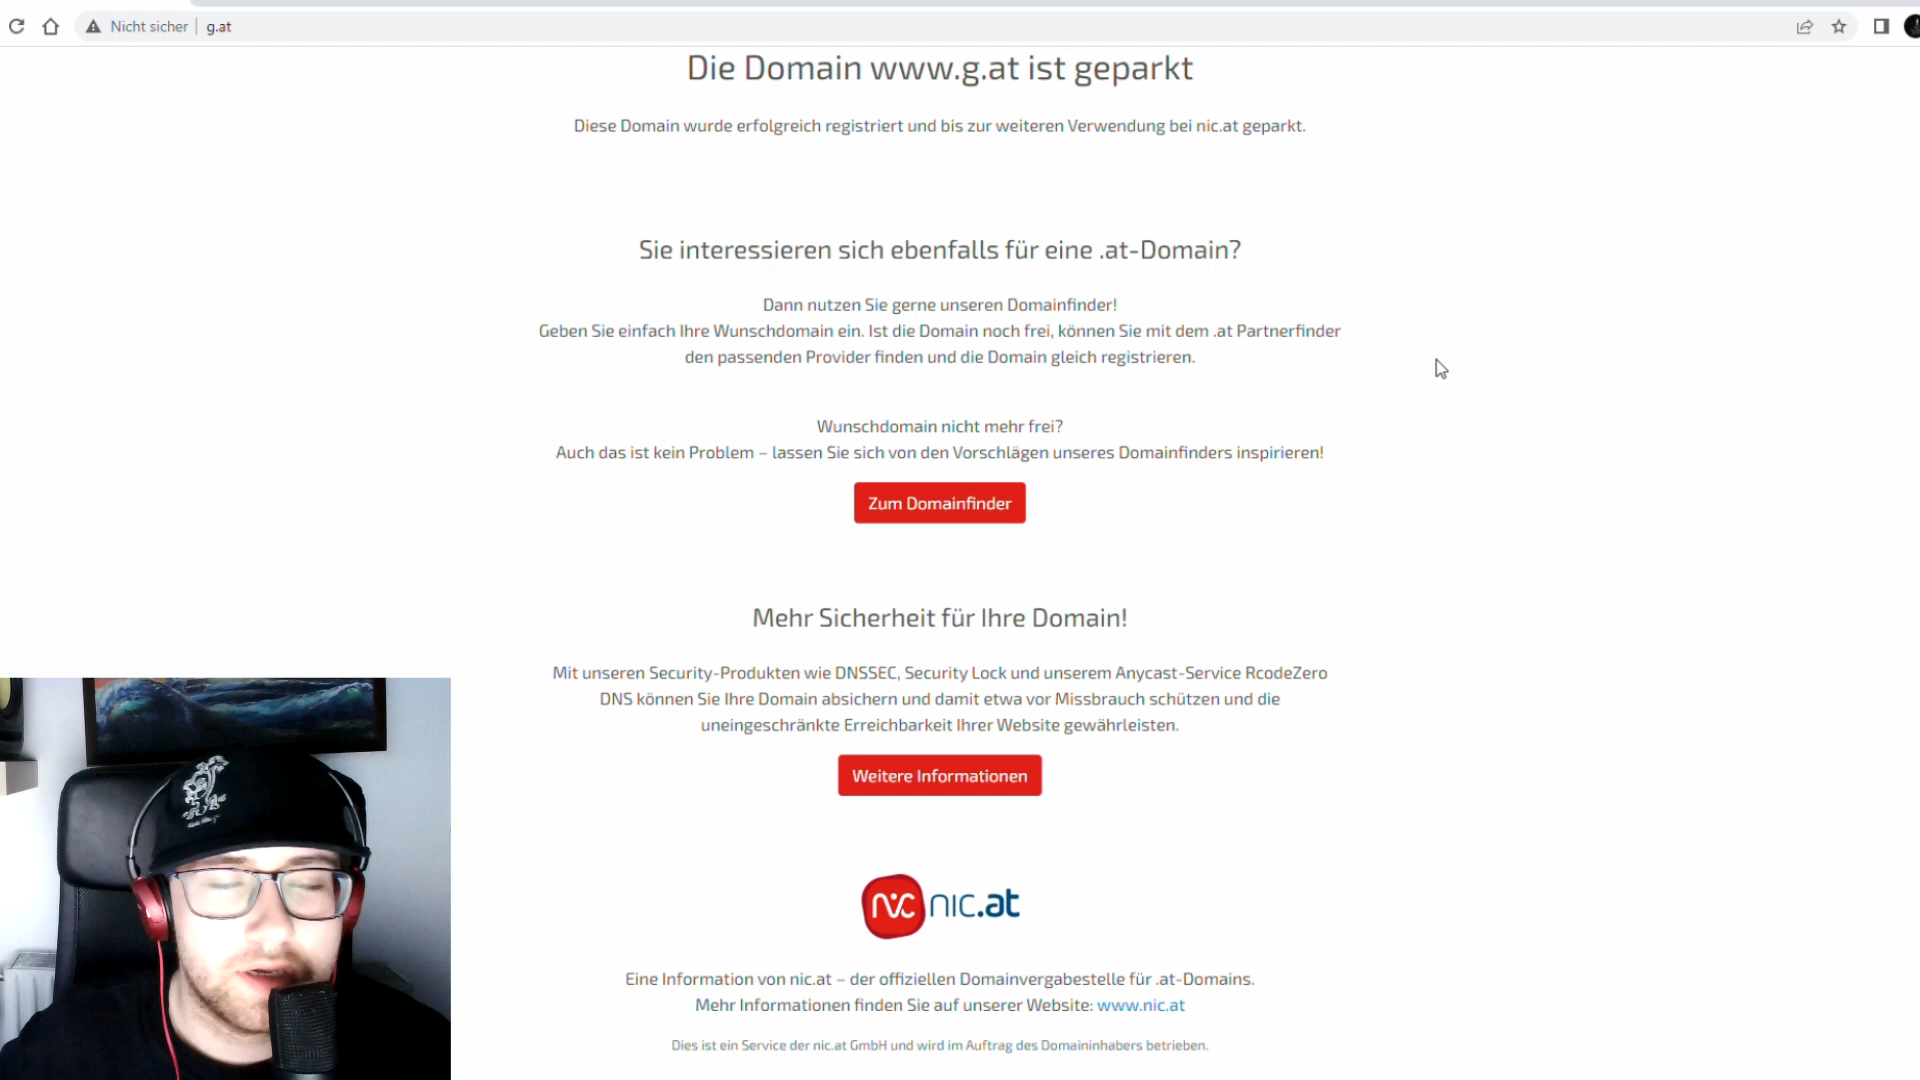 Nicht sicher g.at
Die Domain www.g.at ist geparkt
Diese Domain wurde erfolgreich registriert und bis zur weiteren Verwendung bei nic.at geparkt.
Sie interessieren sich ebenfalls für eine .at-Domain?
Dann nutzen Sie gerne unseren Domainfinder!
Geben Sie einfach Ihre Wunschdomain ein. Ist die Domain noch frei, können Sie mit dem .at Partnerfinder
den passenden Provider finden und die Domain gleich registrieren.
Wunschdomain nicht mehr frei?
Auch das ist kein Problem – lassen Sie sich von den Vorschlägen unseres Domainfinders inspirieren!
Zum Domainfinder
Mehr Sicherheit für Ihre Domain!
Mit unseren Security-Produkten wie DNSSEC, Security Lock und unserem Anycast-Service RcodeZero
DNS können Sie Ihre Domain absichern und damit etwa vor Missbrauch schützen und die
uneingeschränkte Erreichbarkeit Ihrer Website gewährleisten.
Weitere Informationen
nic nic.at
Eine Information von nic.at – der offiziellen Domainvergabestelle für .at-Domains.
Mehr Informationen finden Sie auf unserer Website: www.nic.at
Dies ist ein Service der nic.at GmbH und wird im Auftrag des Domaininhabers betrieben.